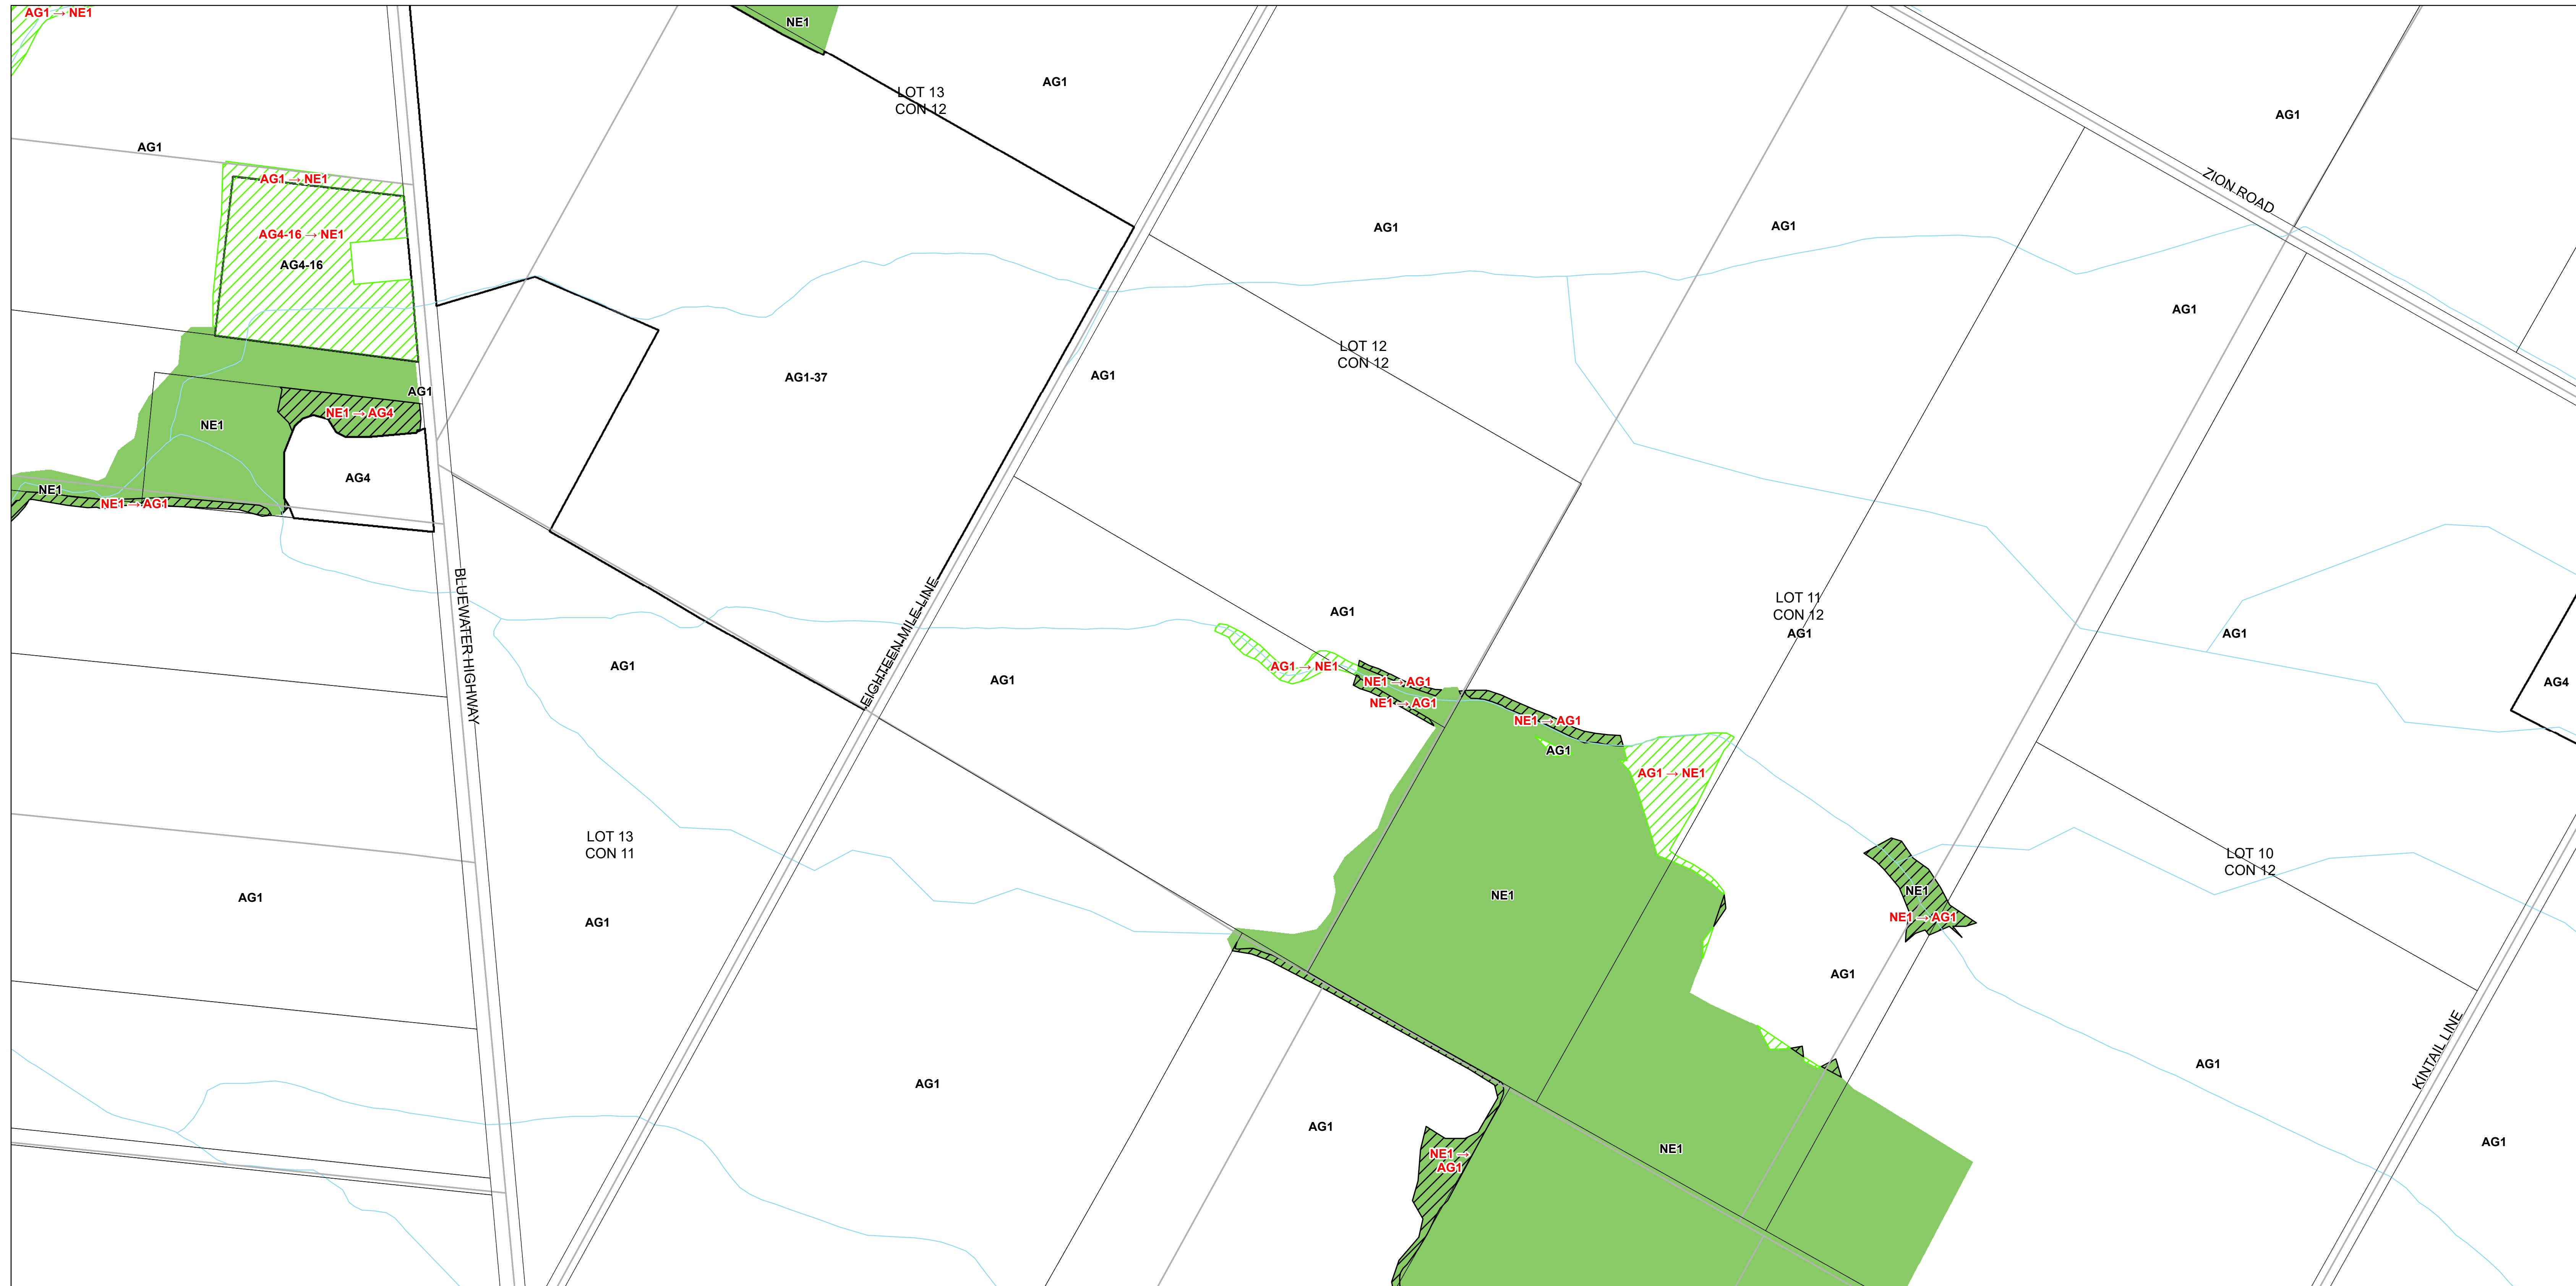 AG1 → NE1
NE1
AG1
LOT 13
CON 12
AG1
AG1
ZION ROAD
AG1
AG1 → NE1
AG1
AG1
AG4-16 → NE1
AG4-16
AG1
LOT 12
CON 12
AG1-37
AG1
AG1
NE1 → AG4
NE1
AG4
NE1
NE1 → AG1
BLUEWATER HIGHWAY
EIGHTEEN MILE LINE
LOT 11
CON 12
AG1
AG1
AG1
AG1
AG1
AG1 → NE1
NE1 → AG1
NE1 → AG1
AG4
NE1 → AG1
AG1
AG1 → NE1
LOT 13
CON 11
LOT 10
CON 12
AG1
NE1
NE1
NE1 → AG1
AG1
AG1
KINTAIL LINE
AG1
AG1
AG1
AG1
NE1
NE1 →
AG1